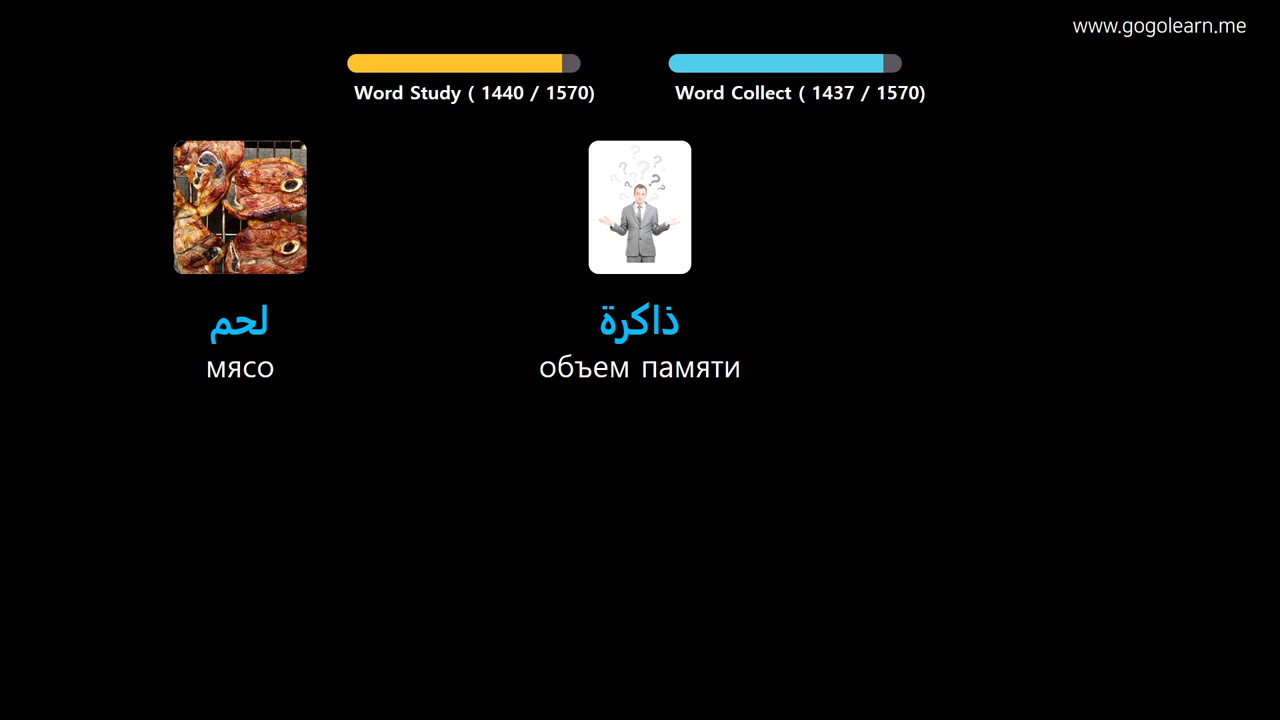 www.gogolearn.me
Word Study ( 1440 / 1570)
Word Collect ( 1437 / 1570)
لحم
мясо
ذاكرة
объем памяти